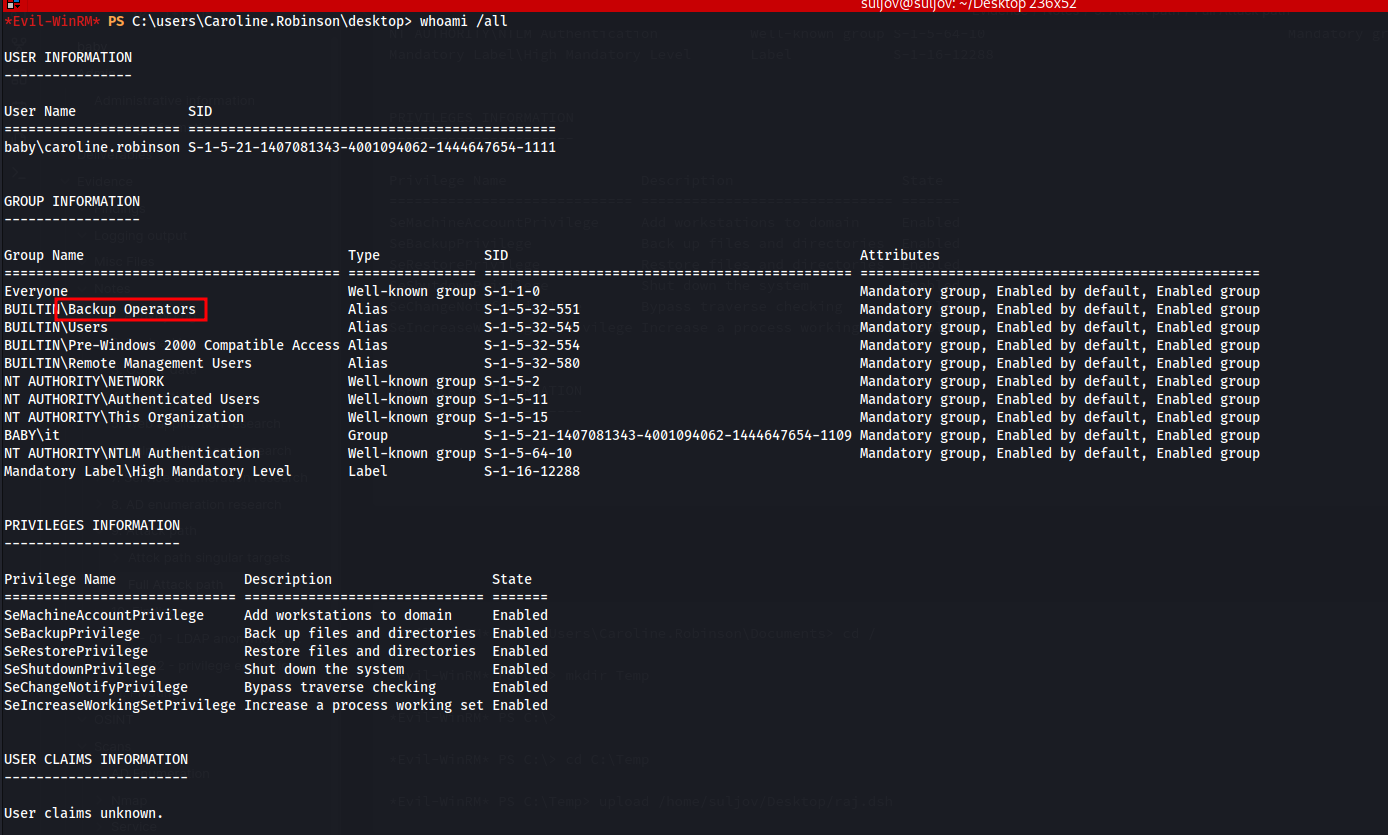 suljov@suljov: ~/Desktop 236x52
*Evil-WinRM* PS C:\users\Caroline.Robinson\desktop> whoami /all
USER INFORMATION
----------------
User Name SID
====================== ==============================================
baby\caroline.robinson S-1-5-21-1407081343-4001094062-1444647654-1111
GROUP INFORMATION
-----------------
Group Name Type SID Attributes
========================================== ================ ============================================== ==================================================
Everyone Well-known group S-1-1-0 Mandatory group, Enabled by default, Enabled group
BUILTIN\Backup Operators Alias S-1-5-32-551 Mandatory group, Enabled by default, Enabled group
BUILTIN\Users Alias S-1-5-32-545 Mandatory group, Enabled by default, Enabled group
BUILTIN\Pre-Windows 2000 Compatible Access Alias S-1-5-32-554 Mandatory group, Enabled by default, Enabled group
BUILTIN\Remote Management Users Alias S-1-5-32-580 Mandatory group, Enabled by default, Enabled group
NT AUTHORITY\NETWORK Well-known group S-1-5-2 Mandatory group, Enabled by default, Enabled group
NT AUTHORITY\Authenticated Users Well-known group S-1-5-11 Mandatory group, Enabled by default, Enabled group
NT AUTHORITY\This Organization Well-known group S-1-5-15 Mandatory group, Enabled by default, Enabled group
BABY\it Group S-1-5-21-1407081343-4001094062-1444647654-1109 Mandatory group, Enabled by default, Enabled group
NT AUTHORITY\NTLM Authentication Well-known group S-1-5-64-10 Mandatory group, Enabled by default, Enabled group
Mandatory Label\High Mandatory Level Label S-1-16-12288
PRIVILEGES INFORMATION
----------------------
Privilege Name Description State
============================= ============================== =======
SeMachineAccountPrivilege Add workstations to domain Enabled
SeBackupPrivilege Back up files and directories Enabled
SeRestorePrivilege Restore files and directories Enabled
SeShutdownPrivilege Shut down the system Enabled
SeChangeNotifyPrivilege Bypass traverse checking Enabled
SeIncreaseWorkingSetPrivilege Increase a process working set Enabled
USER CLAIMS INFORMATION
-----------------------
User claims unknown.